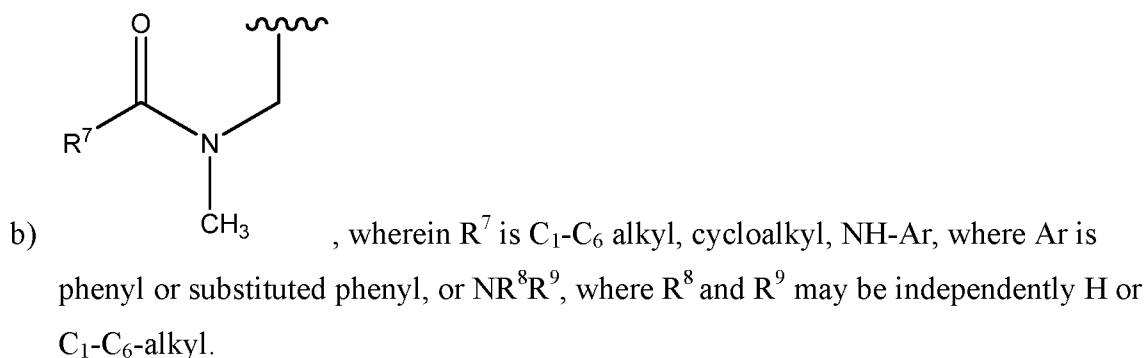 O
R⁷
N
CH₃
b) , wherein R⁷ is C₁-C₆ alkyl, cycloalkyl, NH-Ar, where Ar is
phenyl or substituted phenyl, or NR⁸R⁹, where R⁸ and R⁹ may be independently H or
C₁-C₆-alkyl.